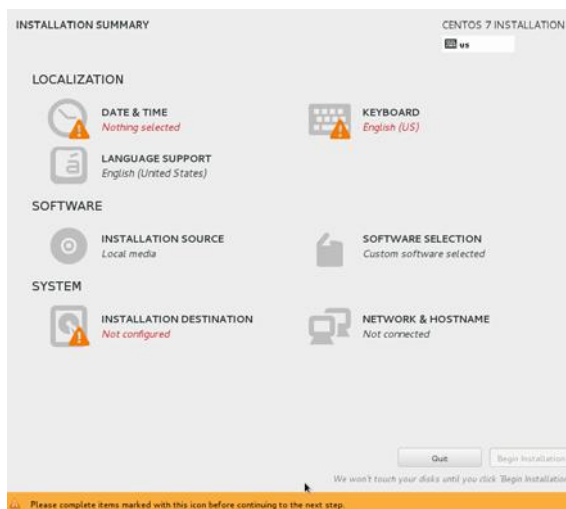 INSTALLATION SUMMARY
CENTOS 7 INSTALLATION
us
LOCALIZATION
DATE & TIME
Nothing selected
KEYBOARD
English (US)
LANGUAGE SUPPORT
English (United States)
SOFTWARE
INSTALLATION SOURCE
Local media
SOFTWARE SELECTION
Custom software selected
SYSTEM
INSTALLATION DESTINATION
Not configured
NETWORK & HOSTNAME
Not connected
Quit
Begin Installation
We won't touch your disks until you click 'Begin Installation
Please complete items marked with this icon before continuing to the next step.